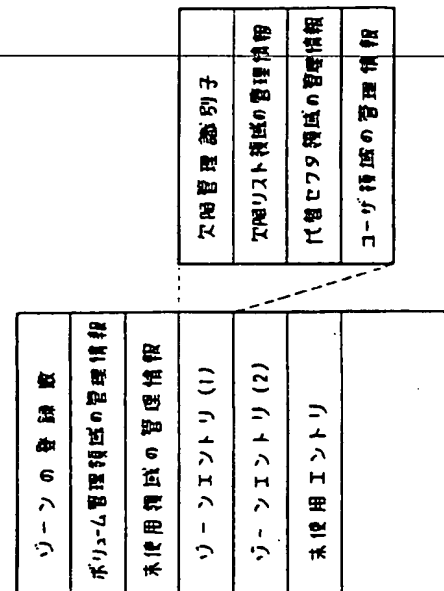 ゾーンの登録数
ボリューム管理領域の管理情報
未使用領域の管理情報
ゾーンエントリ(1)
ゾーンエントリ(2)
未使用エントリ
欠陥管理識別子
欠陥リスト領域の管理情報
代替セクタ領域の管理情報
ユーザ領域の管理情報